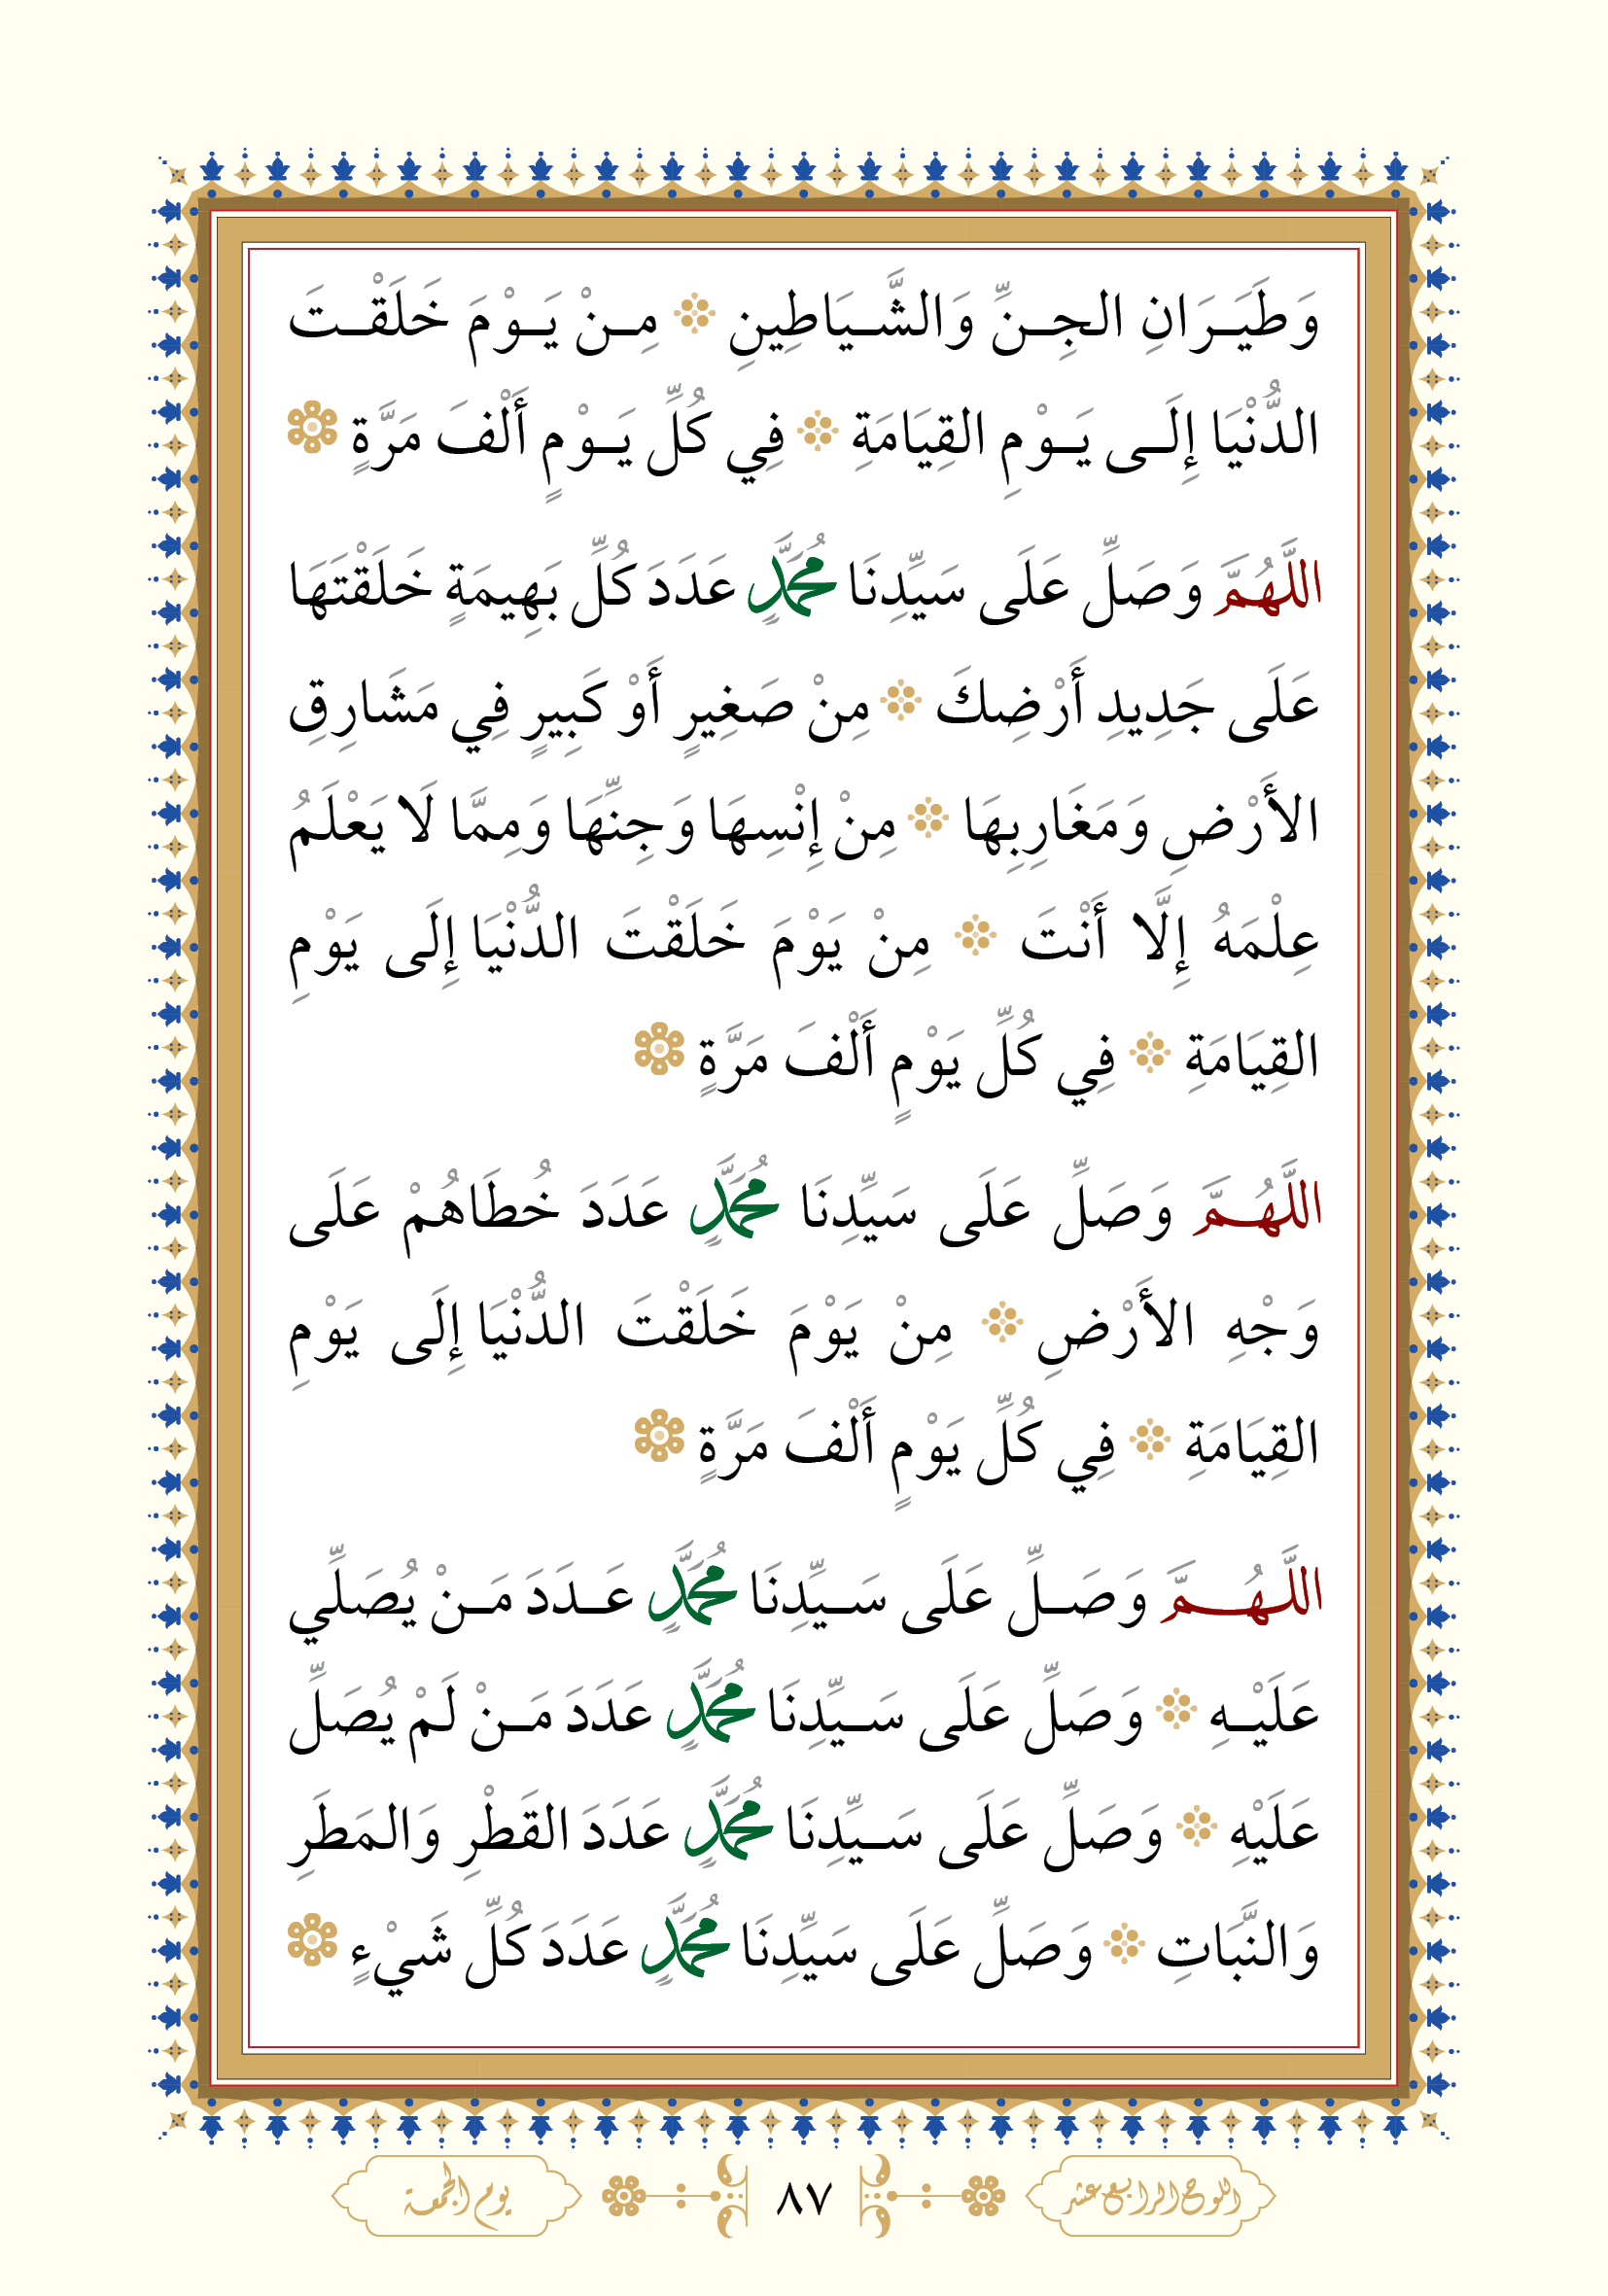 وَطَيَرَانِ الجِنِّ وَالشَّيَاطِينِ مِنْ يَوْمَ خَلَقْتَ
الدُّنْيَا إِلَى يَوْمِ القِيَامَةِ فِي كُلِّ يَوْمٍ أَلْفَ مَرَّةٍ
اللَّهُمَّ وَصَلِّ عَلَى سَيِّدِنَا مُحَمَّدٍ عَدَدَ كُلِّ بَهِيمَةٍ خَلَقْتَهَا
عَلَى جَدِيدِ أَرْضِكَ مِنْ صَغِيرٍ أَوْ كَبِيرٍ فِي مَشَارِقِ
الأَرْضِ وَمَغَارِبِهَا مِنْ إِنْسِهَا وَجِنِّهَا وَمِمَّا لَا يَعْلَمُ
عِلْمَهُ إِلَّا أَنْتَ مِنْ يَوْمَ خَلَقْتَ الدُّنْيَا إِلَى يَوْمِ
القِيَامَةِ فِي كُلِّ يَوْمٍ أَلْفَ مَرَّةٍ
اللَّهُمَّ وَصَلِّ عَلَى سَيِّدِنَا مُحَمَّدٍ عَدَدَ خُطَاهُمْ عَلَى
وَجْهِ الأَرْضِ مِنْ يَوْمَ خَلَقْتَ الدُّنْيَا إِلَى يَوْمِ
القِيَامَةِ فِي كُلِّ يَوْمٍ أَلْفَ مَرَّةٍ
اللَّهُمَّ وَصَلِّ عَلَى سَيِّدِنَا مُحَمَّدٍ عَدَدَ مَنْ يُصَلِّي
عَلَيْهِ وَصَلِّ عَلَى سَيِّدِنَا مُحَمَّدٍ عَدَدَ مَنْ لَمْ يُصَلِّ
عَلَيْهِ وَصَلِّ عَلَى سَيِّدِنَا مُحَمَّدٍ عَدَدَ القَطْرِ وَالمَطَرِ
وَالنَّبَاتِ وَصَلِّ عَلَى سَيِّدِنَا مُحَمَّدٍ عَدَدَ كُلِّ شَيْءٍ
اللوح الرابع عشر ٨٧ يوم الجمعة